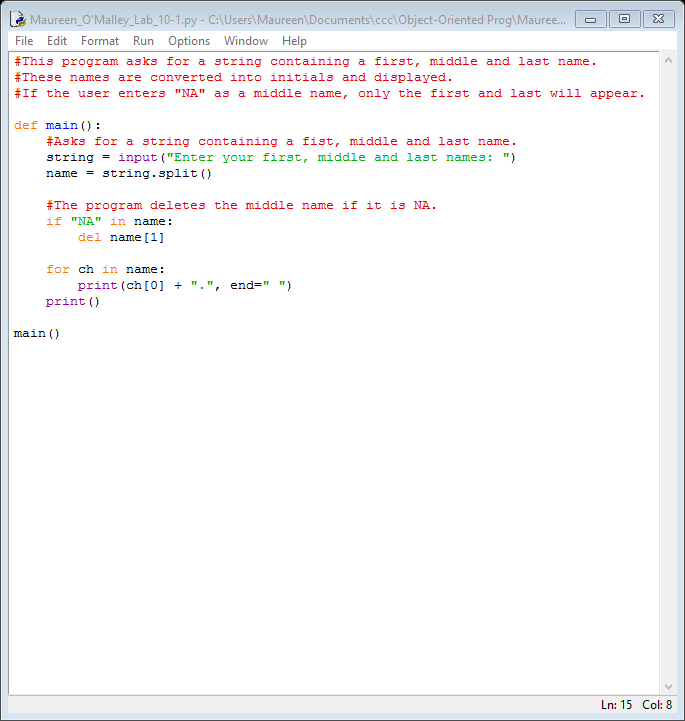 Maureen_O'Malley_Lab_10-1.py - C:\Users\Maureen\Documents\ccc\Object-Oriented Prog\Mauree...
File Edit Format Run Options Window Help
#This program asks for a string containing a first, middle and last name.
#These names are converted into initials and displayed.
#If the user enters "NA" as a middle name, only the first and last will appear.

def main():
    #Asks for a string containing a fist, middle and last name.
    string = input("Enter your first, middle and last names: ")
    name = string.split()

    #The program deletes the middle name if it is NA.
    if "NA" in name:
        del name[1]

    for ch in name:
        print(ch[0] + ".", end=" ")
    print()

main()
Ln: 15 Col: 8